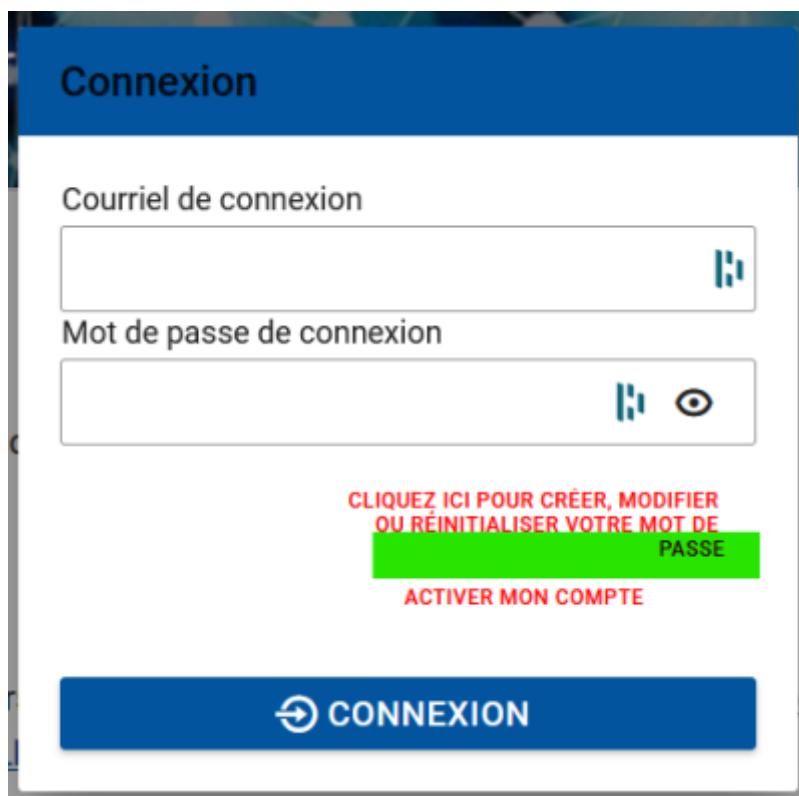 Connexion
Courriel de connexion
Mot de passe de connexion
CLIQUEZ ICI POUR CRÉER, MODIFIER
OU RÉINITIALISER VOTRE MOT DE
PASSE
ACTIVER MON COMPTE
CONNEXION